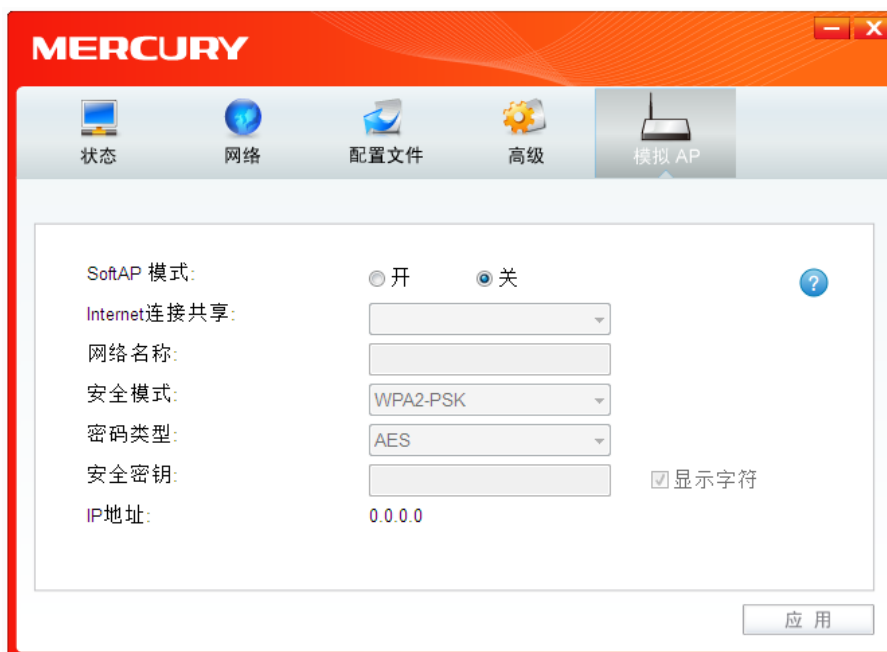 MERCURY
状态 网络 配置文件 高级 模拟 AP
SoftAP 模式: 开 关
?
Internet连接共享:
网络名称:
安全模式: WPA2-PSK
密码类型: AES
安全密钥: 显示字符
IP地址: 0.0.0.0
应 用